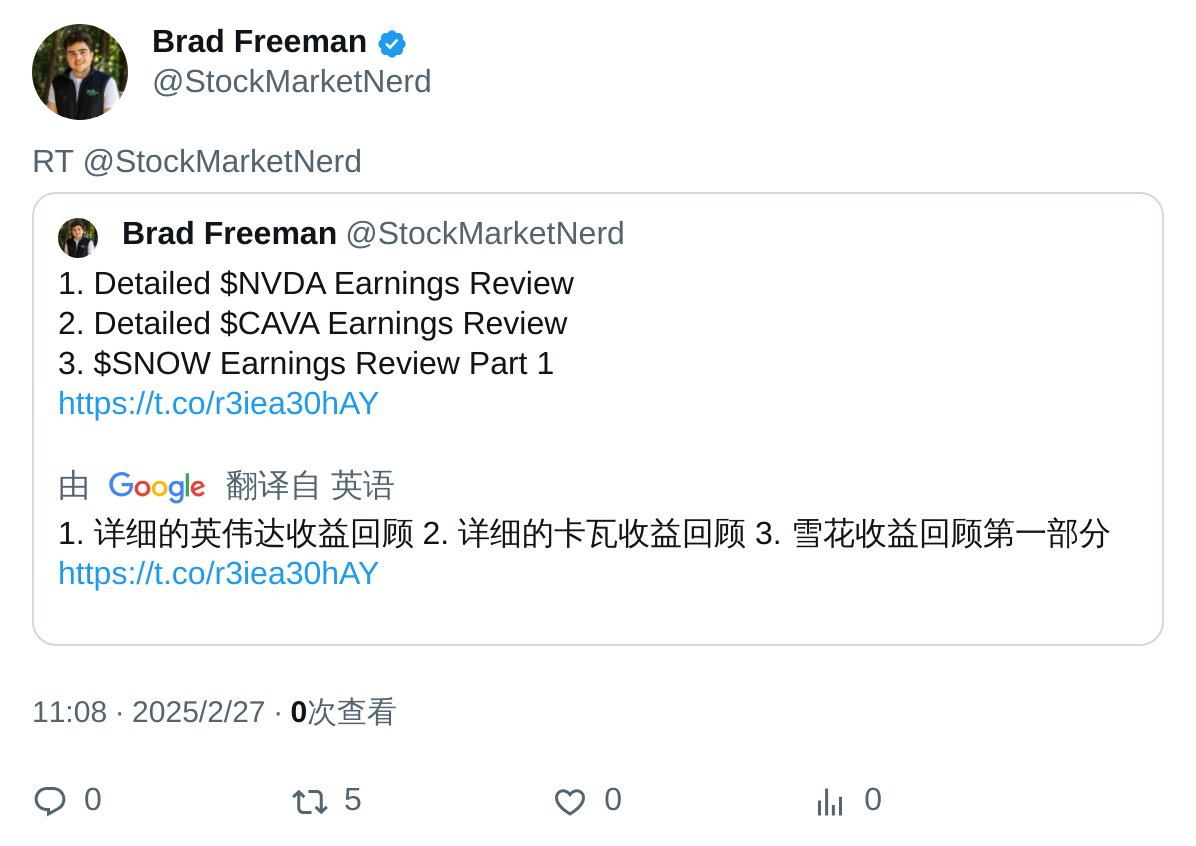 Brad Freeman
@StockMarketNerd
RT @StockMarketNerd
Brad Freeman @StockMarketNerd
1. Detailed $NVDA Earnings Review
2. Detailed $CAVA Earnings Review
3. $SNOW Earnings Review Part 1
https://t.co/r3iea30hAY
由 Google 翻译自 英语
1. 详细的英伟达收益回顾 2. 详细的卡瓦收益回顾 3. 雪花收益回顾第一部分
https://t.co/r3iea30hAY
11:08 · 2025/2/27 · 0次查看
0 5 0 0